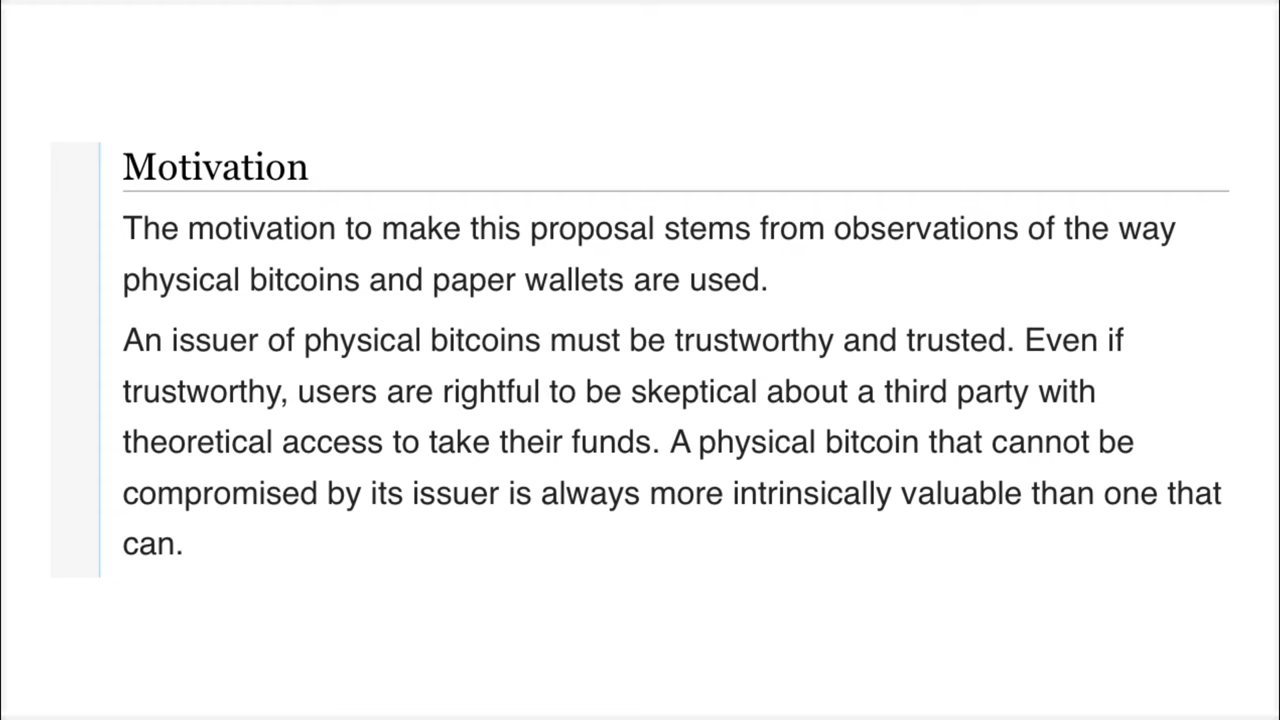 Motivation
The motivation to make this proposal stems from observations of the way
physical bitcoins and paper wallets are used.
An issuer of physical bitcoins must be trustworthy and trusted. Even if
trustworthy, users are rightful to be skeptical about a third party with
theoretical access to take their funds. A physical bitcoin that cannot be
compromised by its issuer is always more intrinsically valuable than one that
can.